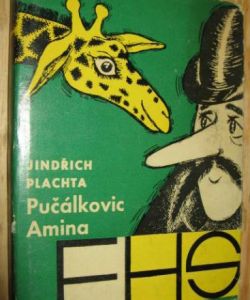 JINDŘICH
PLACHTA
Pučálkovic
Amina
EHS